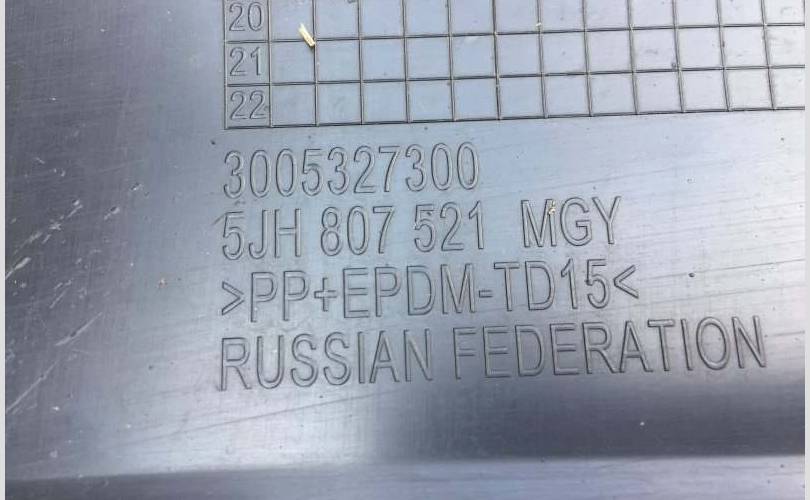 20
21
22
3005327300
5JH 807 521 MGY
>PP+EPDM-TD15<
RUSSIAN FEDERATION